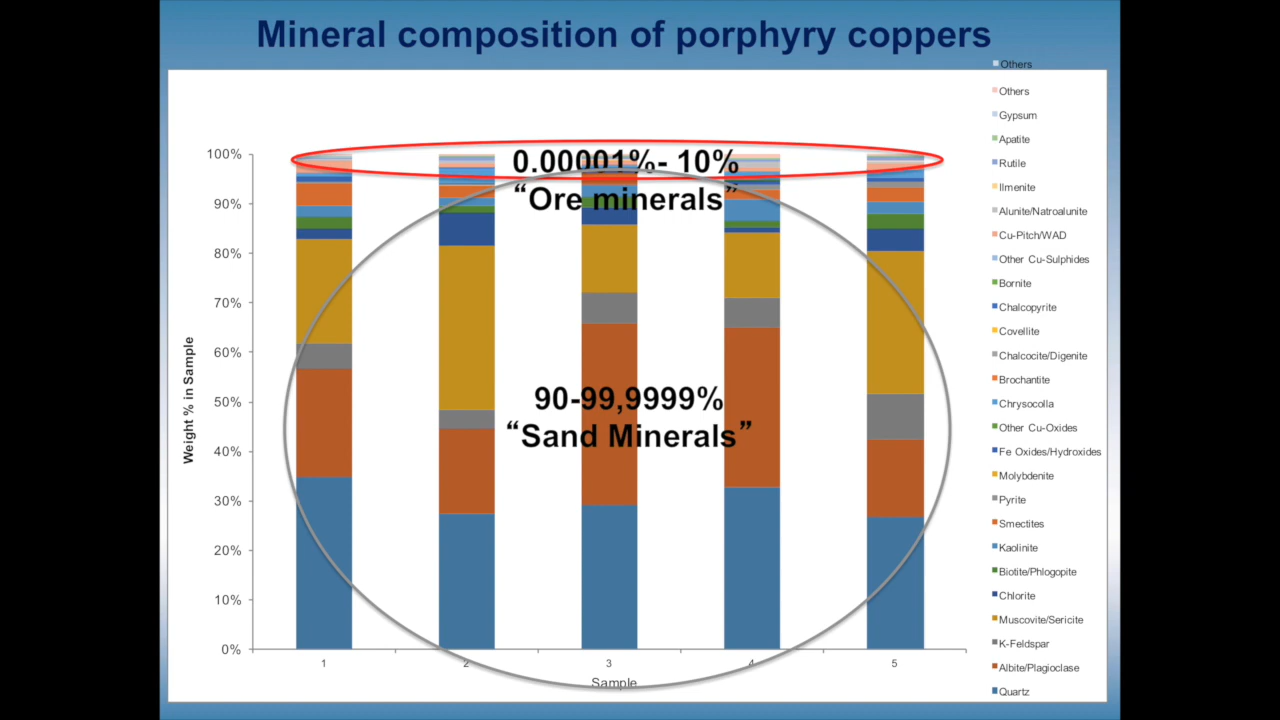 Mineral composition of porphyry coppers
Others
Others
Gypsum
Apatite
Rutile
Ilmenite
Alunite/Natroalunite
Cu-Pitch/WAD
Other Cu-Sulphides
Bornite
Chalcopyrite
Covellite
Chalcocite/Digenite
Brochantite
Chrysocolla
Other Cu-Oxides
Fe Oxides/Hydroxides
Molybdenite
Pyrite
Smectites
Kaolinite
Biotite/Phlogopite
Chlorite
Muscovite/Sericite
K-Feldspar
Albite/Plagioclase
Quartz
0.00001%- 10%
“Ore minerals”
90-99,9999%
“Sand Minerals”
Weight % in Sample
100%
90%
80%
70%
60%
50%
40%
30%
20%
10%
0%
1 2 3 4 5
Sample